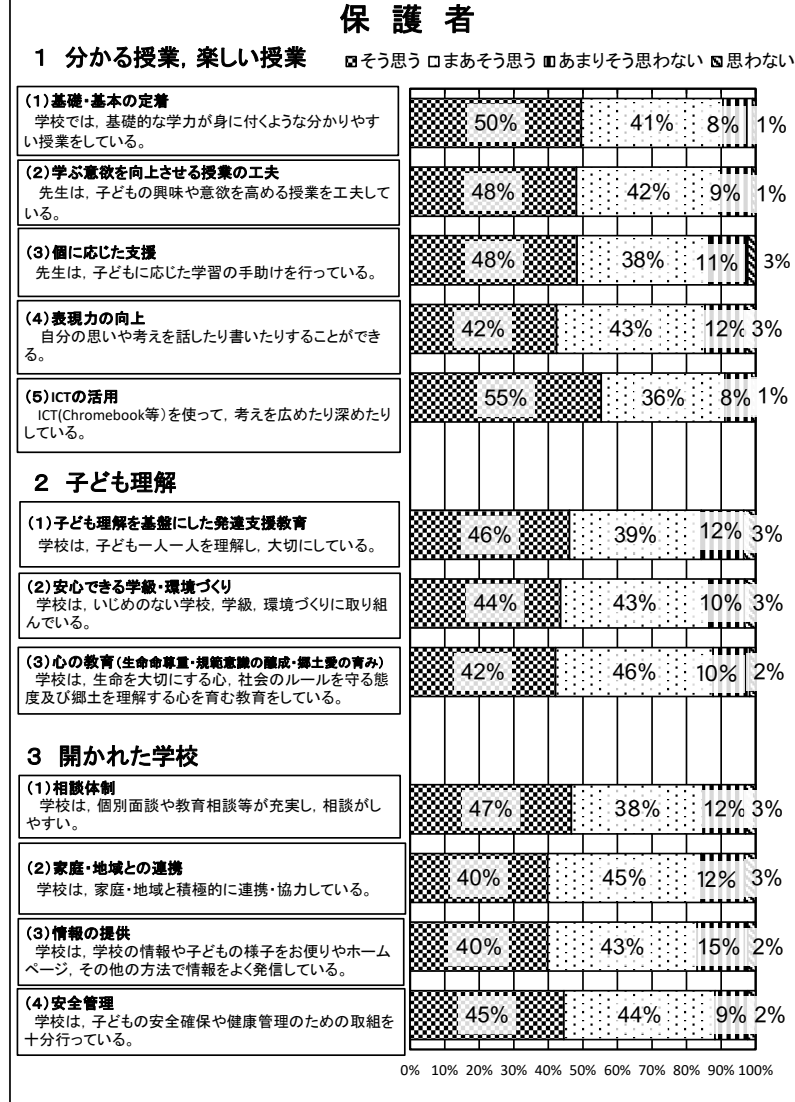 保 護 者
1 分かる授業，楽しい授業
そう思う まあそう思う あまりそう思わない 思わない
（1）基礎・基本の定着
学校では，基礎的な学力が身に付くような分かりやす
い授業をしている。
50% 41% 8% 1%
（2）学ぶ意欲を向上させる授業の工夫
先生は，子どもの興味や意欲を高める授業を工夫して
いる。
48% 42% 9% 1%
（3）個に応じた支援
先生は，子どもに応じた学習の手助けを行っている。
48% 38% 11% 3%
（4）表現力の向上
自分の思いや考えを話したり書いたりすることができ
る。
42% 43% 12% 3%
（5）ICTの活用
ICT(Chromebook等）を使って，考えを広めたり深めたり
している。
55% 36% 8% 1%
2 子ども理解
（1）子ども理解を基盤にした発達支援教育
学校は，子ども一人一人を理解し，大切にしている。
46% 39% 12% 3%
（2）安心できる学級・環境づくり
学校は，いじめのない学校，学級，環境づくりに取り組
んでいる。
44% 43% 10% 3%
（3）心の教育（生命命尊重・規範意識の醸成・郷土愛の育み）
学校は，生命を大切にする心，社会のルールを守る態
度及び郷土を理解する心を育む教育をしている。
42% 46% 10% 2%
3 開かれた学校
（1）相談体制
学校は，個別面談や教育相談等が充実し，相談がし
やすい。
47% 38% 12% 3%
（2）家庭・地域との連携
学校は，家庭・地域と積極的に連携・協力している。
40% 45% 12% 3%
（3）情報の提供
学校は，学校の情報や子どもの様子をお便りやホーム
ページ，その他の方法で情報をよく発信している。
40% 43% 15% 2%
（4）安全管理
学校は，子どもの安全確保や健康管理のための取組を
十分行っている。
45% 44% 9% 2%
0% 10% 20% 30% 40% 50% 60% 70% 80% 90% 100%